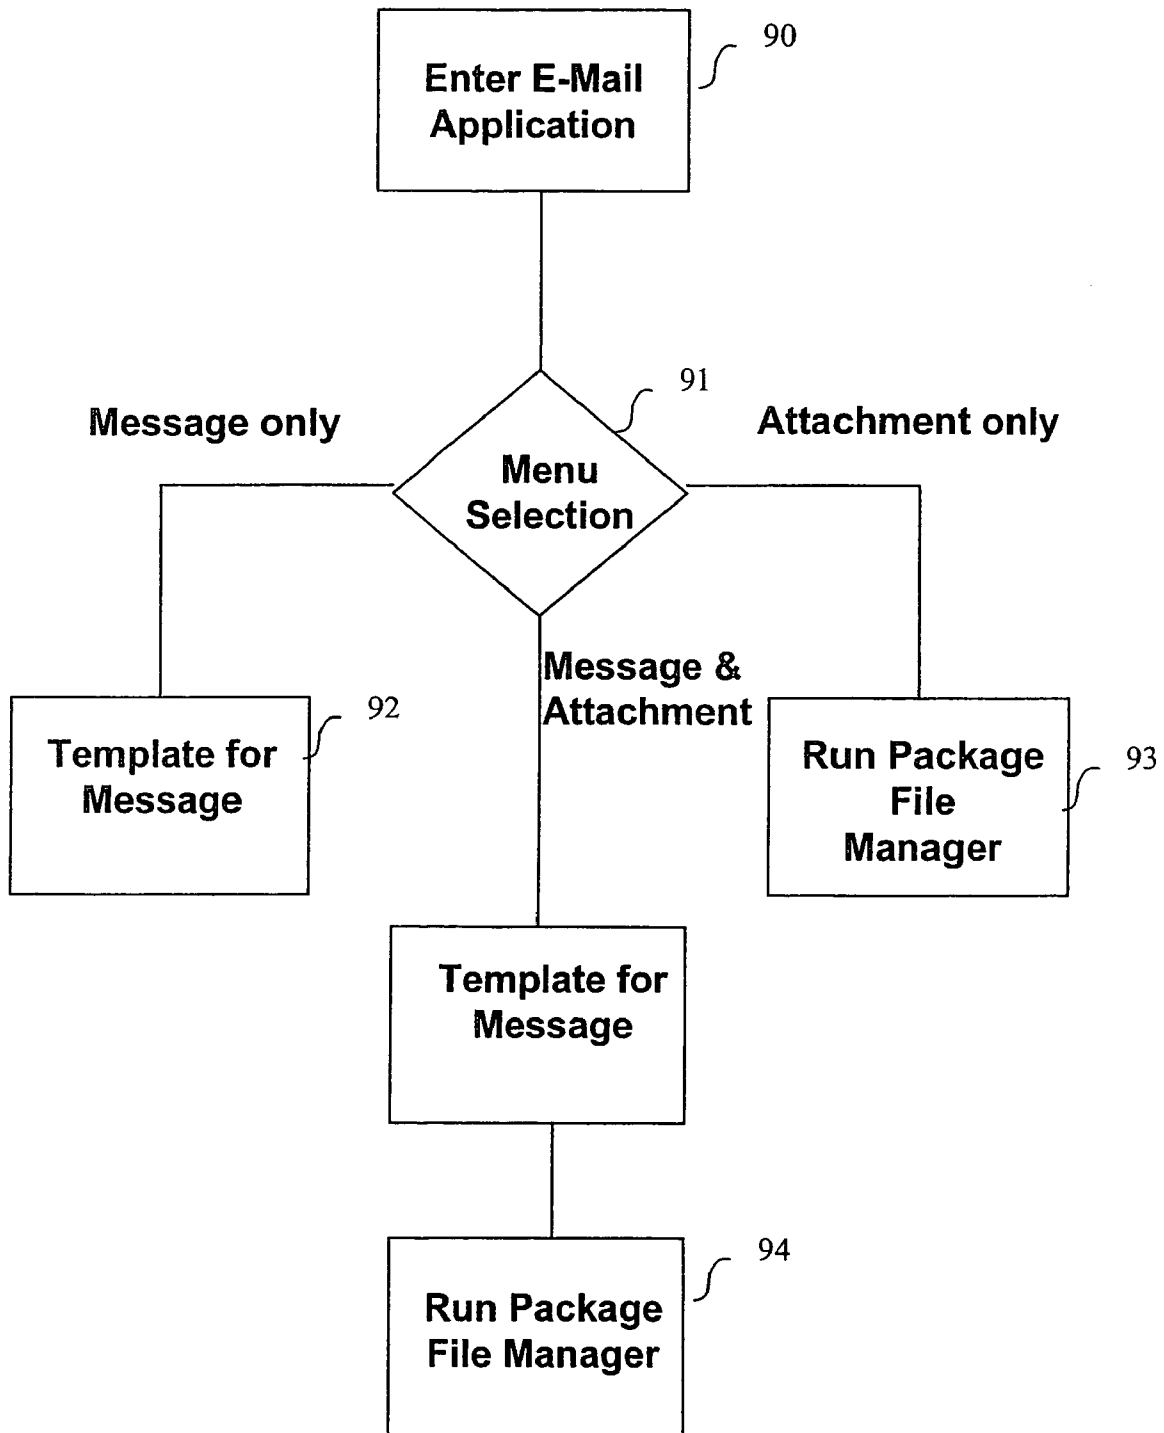 90
Enter E-Mail
Application
91
Message only
Attachment only
Menu
Selection
Message &
Attachment
92
Template for
Message
93
Run Package
File
Manager
Template for
Message
94
Run Package
File Manager